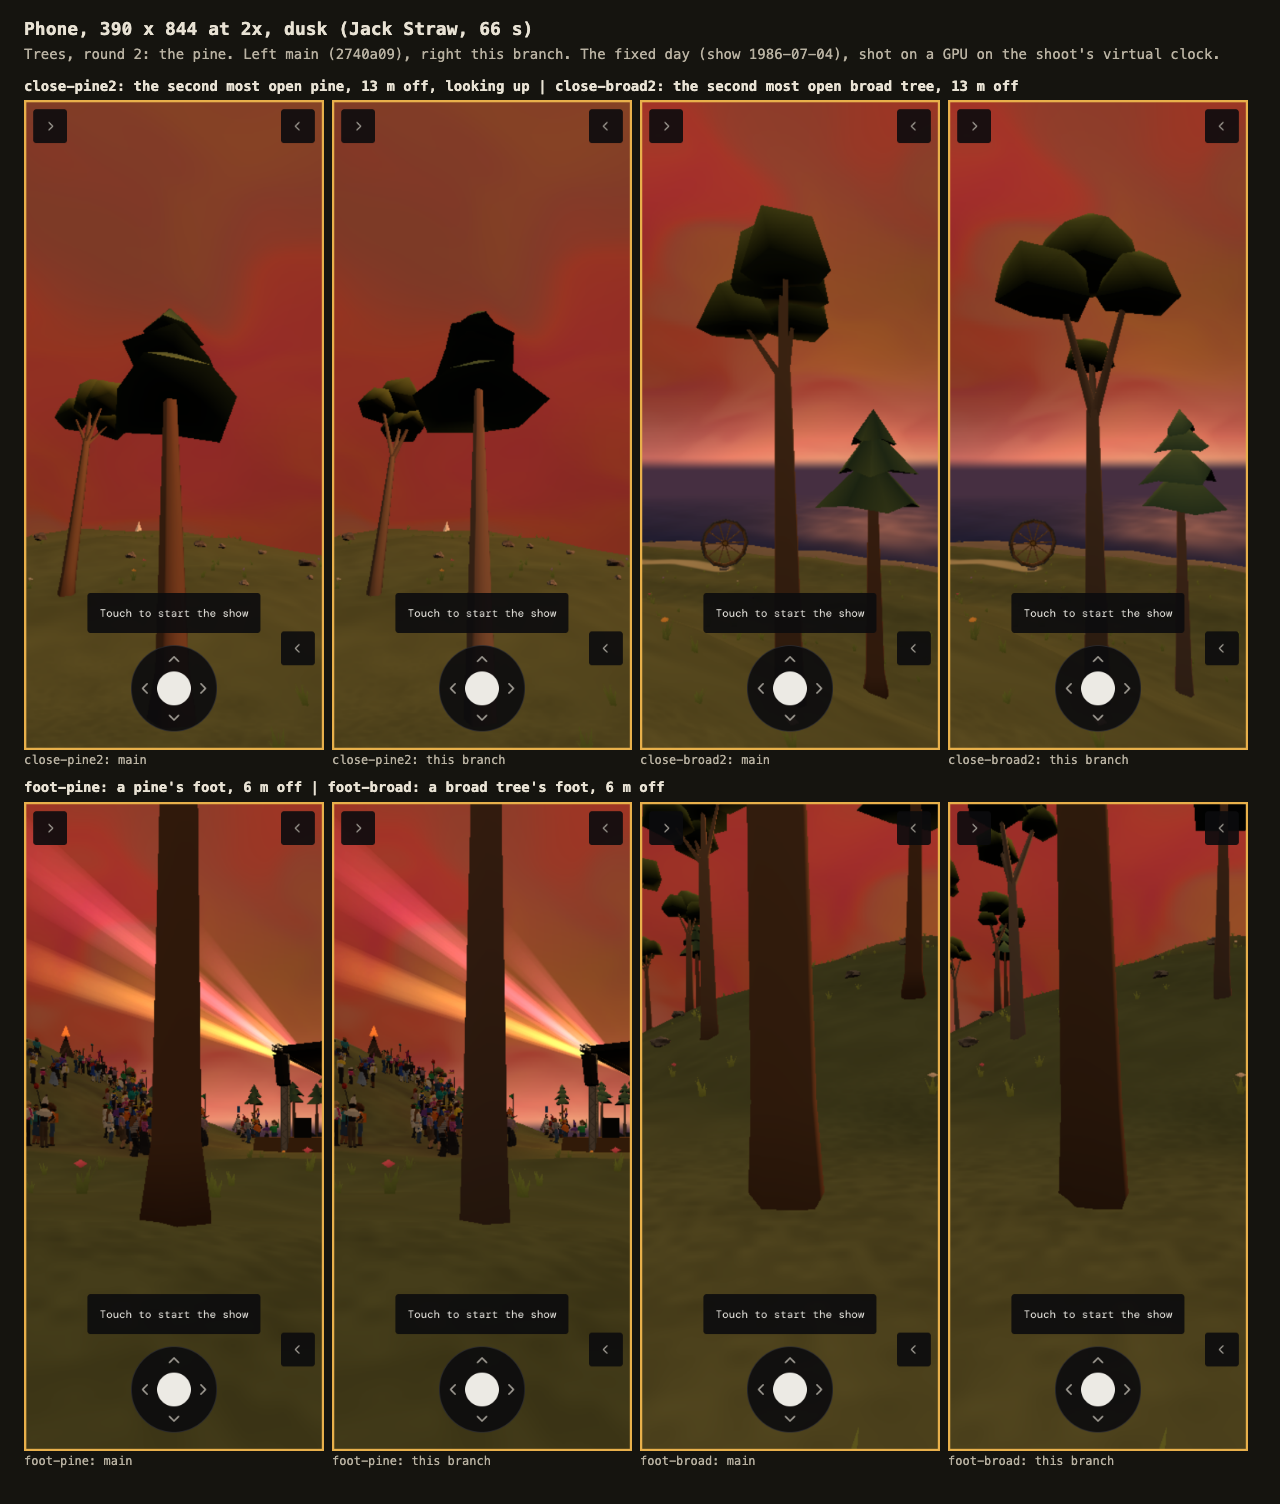 Phone, 390 x 844 at 2x, dusk (Jack Straw, 66 s)
Trees, round 2: the pine. Left main (2740a09), right this branch. The fixed day (show 1986-07-04), shot on a GPU on the shoot's virtual clock.
close-pine2: the second most open pine, 13 m off, looking up | close-broad2: the second most open broad tree, 13 m off
Touch to start the show
Touch to start the show
Touch to start the show
Touch to start the show
close-pine2: main
close-pine2: this branch
close-broad2: main
close-broad2: this branch
foot-pine: a pine's foot, 6 m off | foot-broad: a broad tree's foot, 6 m off
Touch to start the show
Touch to start the show
Touch to start the show
Touch to start the show
foot-pine: main
foot-pine: this branch
foot-broad: main
foot-broad: this branch